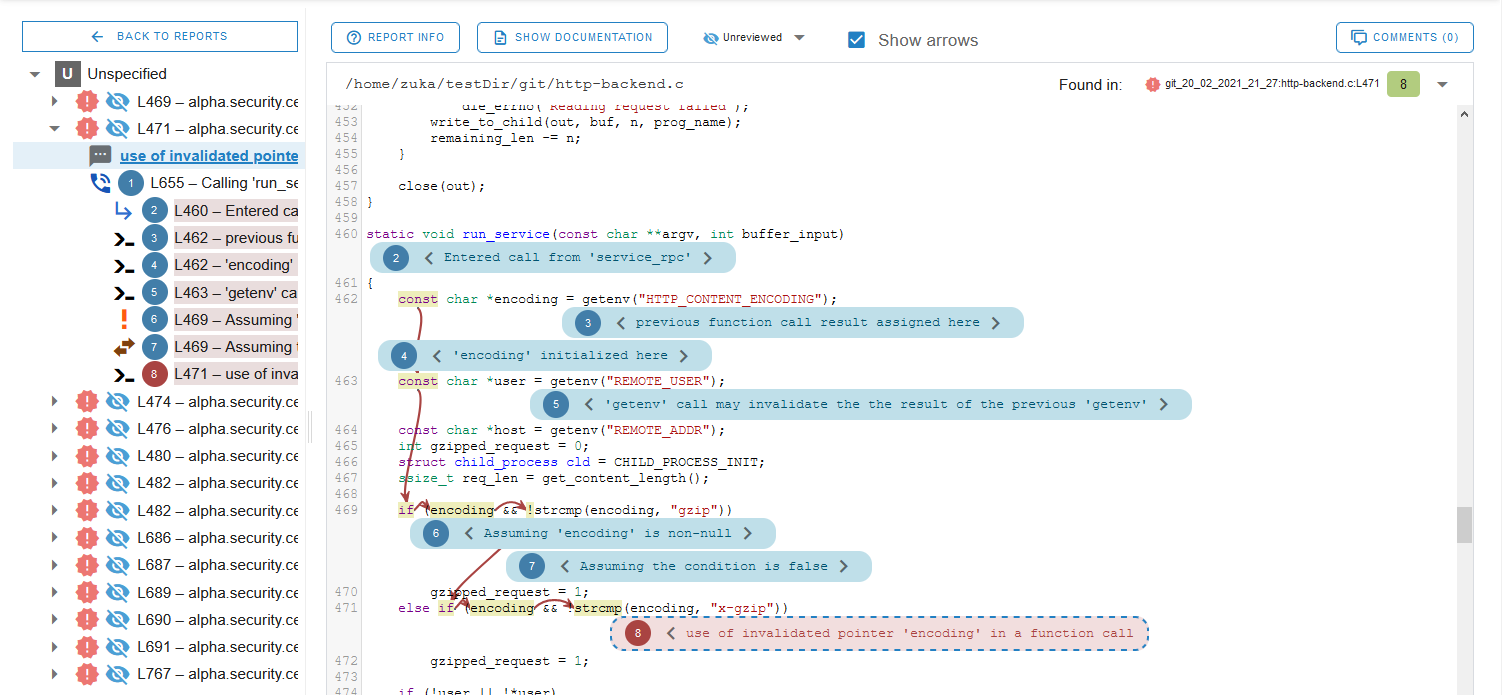 BACK TO REPORTS
REPORT INFO
SHOW DOCUMENTATION
Unreviewed
Show arrows
COMMENTS (0)
U Unspecified
L469 – alpha.security.ce
L471 – alpha.security.ce
use of invalidated pointe
1 L655 – Calling 'run_se
2 L460 – Entered ca
3 L462 – previous fu
4 L462 – 'encoding'
5 L463 – 'getenv' ca
6 L469 – Assuming '
7 L469 – Assuming
8 L471 – use of inva
L474 – alpha.security.ce
L476 – alpha.security.ce
L480 – alpha.security.ce
L482 – alpha.security.ce
L482 – alpha.security.ce
L686 – alpha.security.ce
L687 – alpha.security.ce
L689 – alpha.security.ce
L690 – alpha.security.ce
L691 – alpha.security.ce
L767 – alpha.security.ce
/home/zuka/testDir/git/http-backend.c
Found in:
git_20_02_2021_21_27:http-backend.c:L471
8
452 die_errno("Reading request failed");
453 write_to_child(out, buf, n, prog_name);
454 remaining_len -= n;
455 }
456
457 close(out);
458 }
459
460 static void run_service(const char **argv, int buffer_input)
2 Entered call from 'service_rpc'
461 {
462 const char *encoding = getenv("HTTP_CONTENT_ENCODING");
3 previous function call result assigned here
4 'encoding' initialized here
463 const char *user = getenv("REMOTE_USER");
5 'getenv' call may invalidate the the result of the previous 'getenv'
464 const char *host = getenv("REMOTE_ADDR");
465 int gzipped_request = 0;
466 struct child_process cld = CHILD_PROCESS_INIT;
467 ssize_t req_len = get_content_length();
468
469 if (encoding && !strcmp(encoding, "gzip"))
6 Assuming 'encoding' is non-null
7 Assuming the condition is false
470 gzipped_request = 1;
471 else if (encoding && !strcmp(encoding, "x-gzip"))
8 use of invalidated pointer 'encoding' in a function call
472 gzipped_request = 1;
473
474 if (!user || !*user)